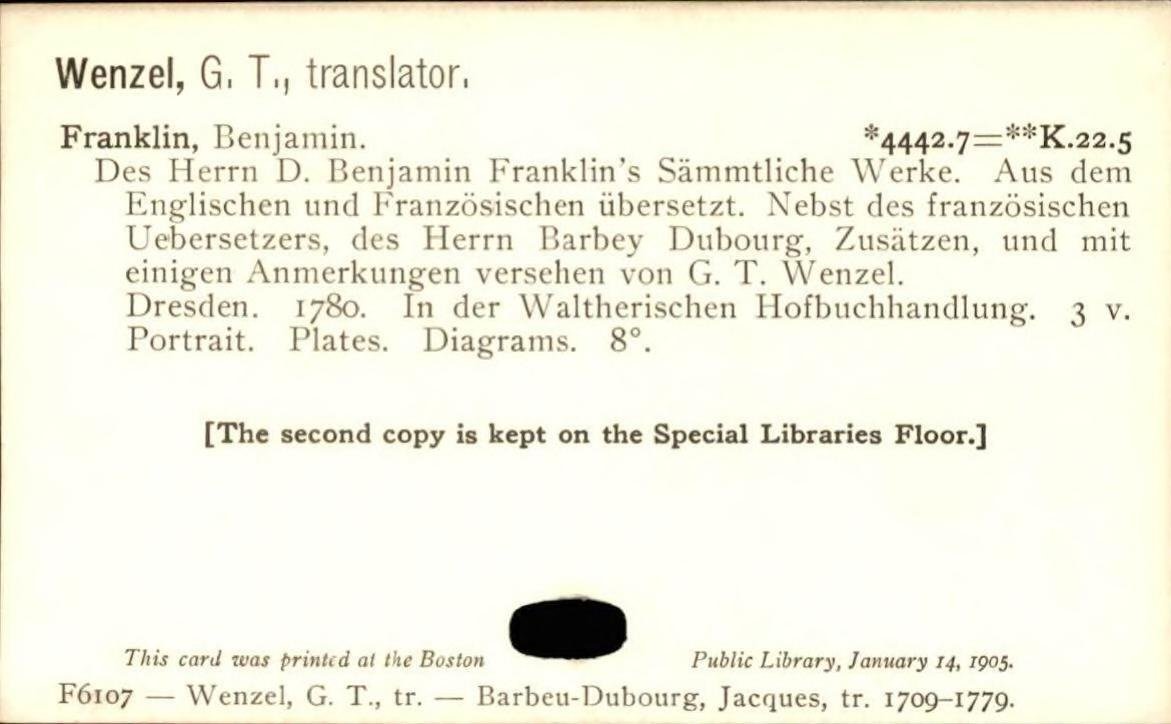 Wenzel, G. T., translator.
Franklin, Benjamin. *4442.7=**K.22.5
Des Herrn D. Benjamin Franklin's Sämmtliche Werke. Aus dem
Englischen und Französischen übersetzt. Nebst des französischen
Uebersetzers, des Herrn Barbey Dubourg, Zusätzen, und mit
einigen Anmerkungen versehen von G. T. Wenzel.
Dresden. 1780. In der Waltherischen Hofbuchhandlung. 3 v.
Portrait. Plates. Diagrams. 8°.
[The second copy is kept on the Special Libraries Floor.]
This card was printed at the Boston Public Library, January 14, 1905.
F6107 — Wenzel, G. T., tr. — Barbeu-Dubourg, Jacques, tr. 1709–1779.